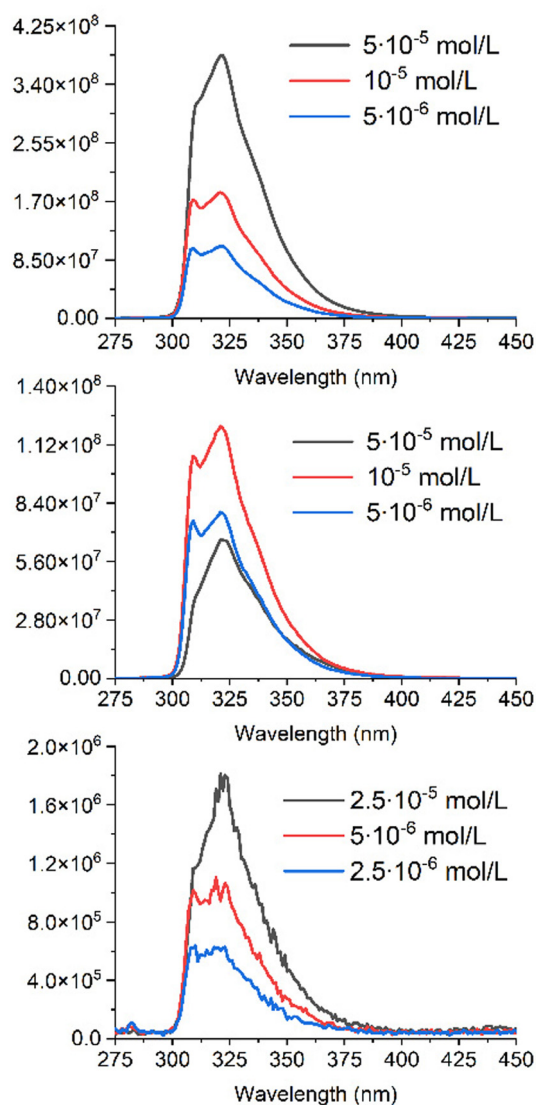 4.25×10⁸
3.40×10⁸
2.55×10⁸
1.70×10⁸
8.50×10⁷
0.00
5·10⁻⁵ mol/L
10⁻⁵ mol/L
5·10⁻⁶ mol/L
275 300 325 350 375 400 425 450
Wavelength (nm)
1.40×10⁸
1.12×10⁸
8.40×10⁷
5.60×10⁷
2.80×10⁷
0.00
5·10⁻⁵ mol/L
10⁻⁵ mol/L
5·10⁻⁶ mol/L
275 300 325 350 375 400 425 450
Wavelength (nm)
2.0×10⁶
1.6×10⁶
1.2×10⁶
8.0×10⁵
4.0×10⁵
0.0
2.5·10⁻⁵ mol/L
5·10⁻⁶ mol/L
2.5·10⁻⁶ mol/L
275 300 325 350 375 400 425 450
Wavelength (nm)